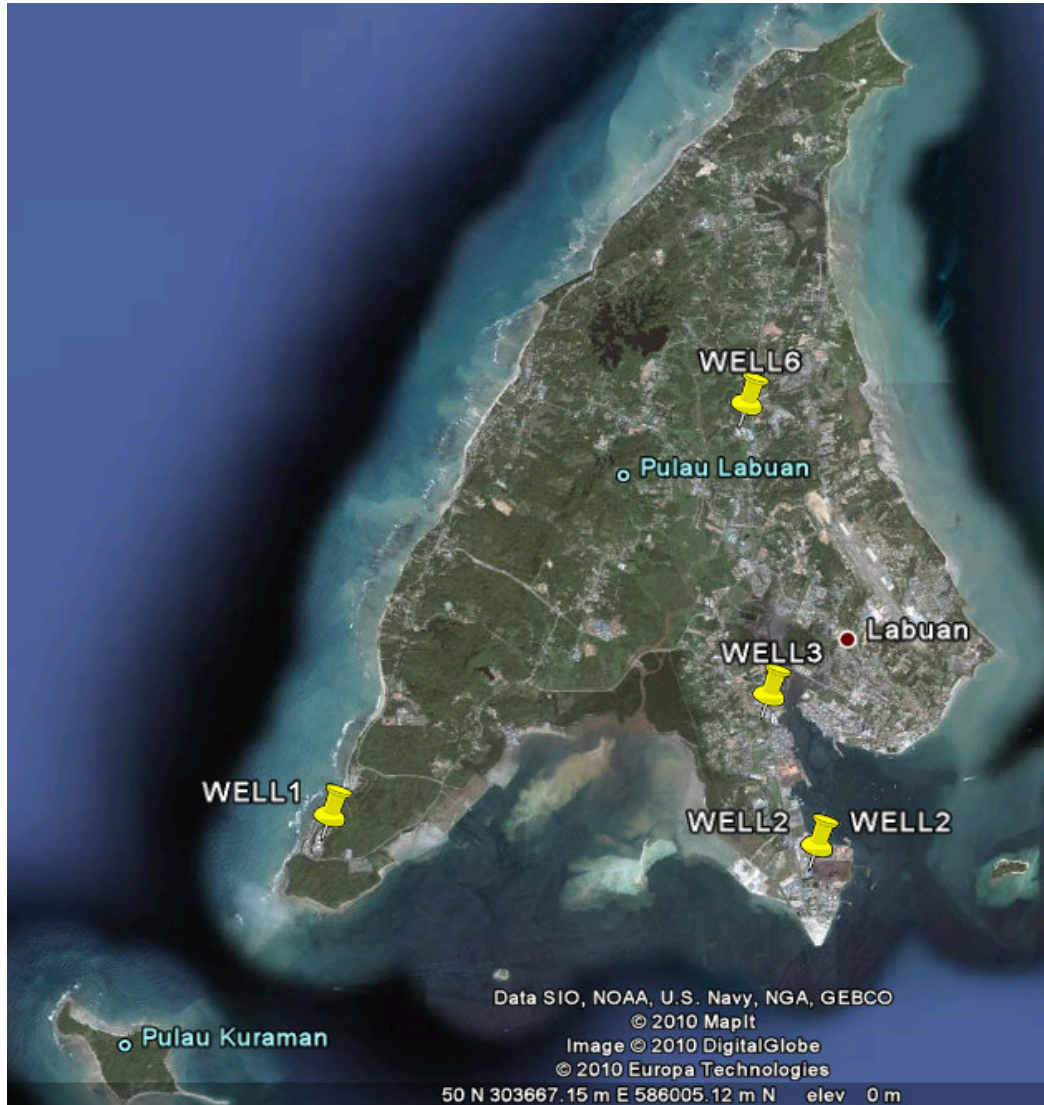 WELL6
Pulau Labuan
Labuan
WELL3
WELL1
WELL2 WELL2
Data SIO, NOAA, U.S. Navy, NGA, GEBCO
© 2010 MapIt
Image © 2010 DigitalGlobe
© 2010 Europa Technologies
Pulau Kuraman
50 N 303667.15 m E 586005.12 m N elev 0 m